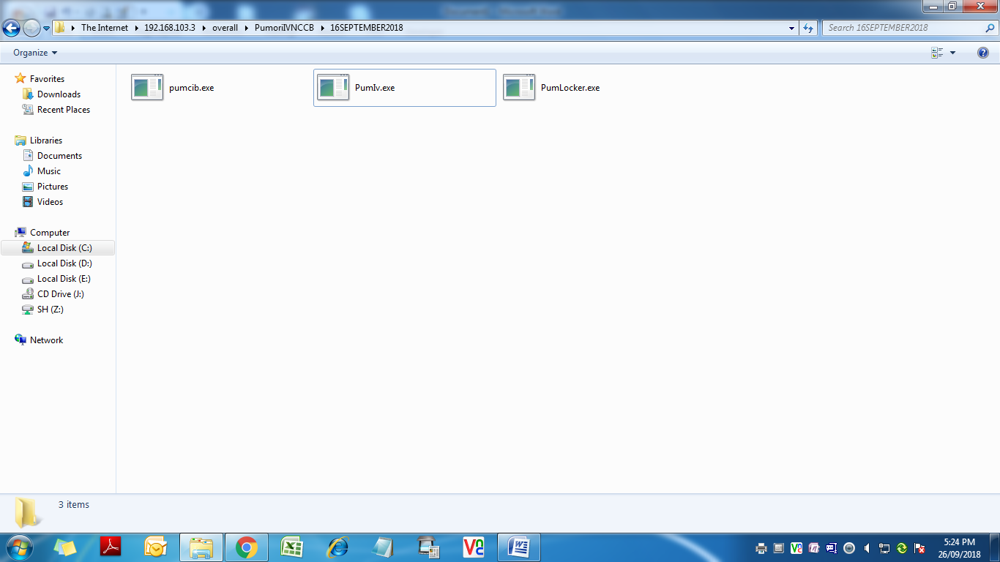 The Internet 192.168.103.3 overall PumoriIVNCCB 16SEPTEMBER2018 Search 16SEPTEMBER2018
Organize
Favorites
Downloads
Recent Places
Libraries
Documents
Music
Pictures
Videos
Computer
Local Disk (C:)
Local Disk (D:)
Local Disk (E:)
CD Drive (J:)
SH (Z:)
Network
pumcib.exe PumIv.exe PumLocker.exe
3 items
5:24 PM
26/09/2018